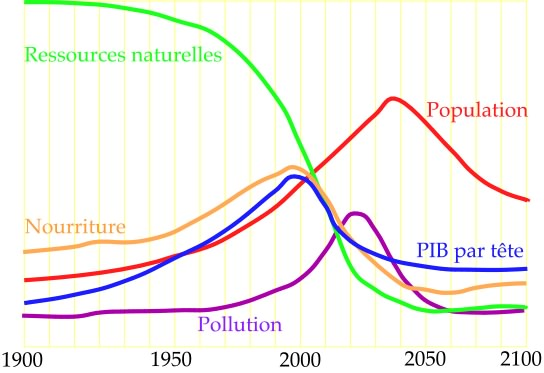 Ressources naturelles
Population
Nourriture
PIB par tête
Pollution
1900 1950 2000 2050 2100